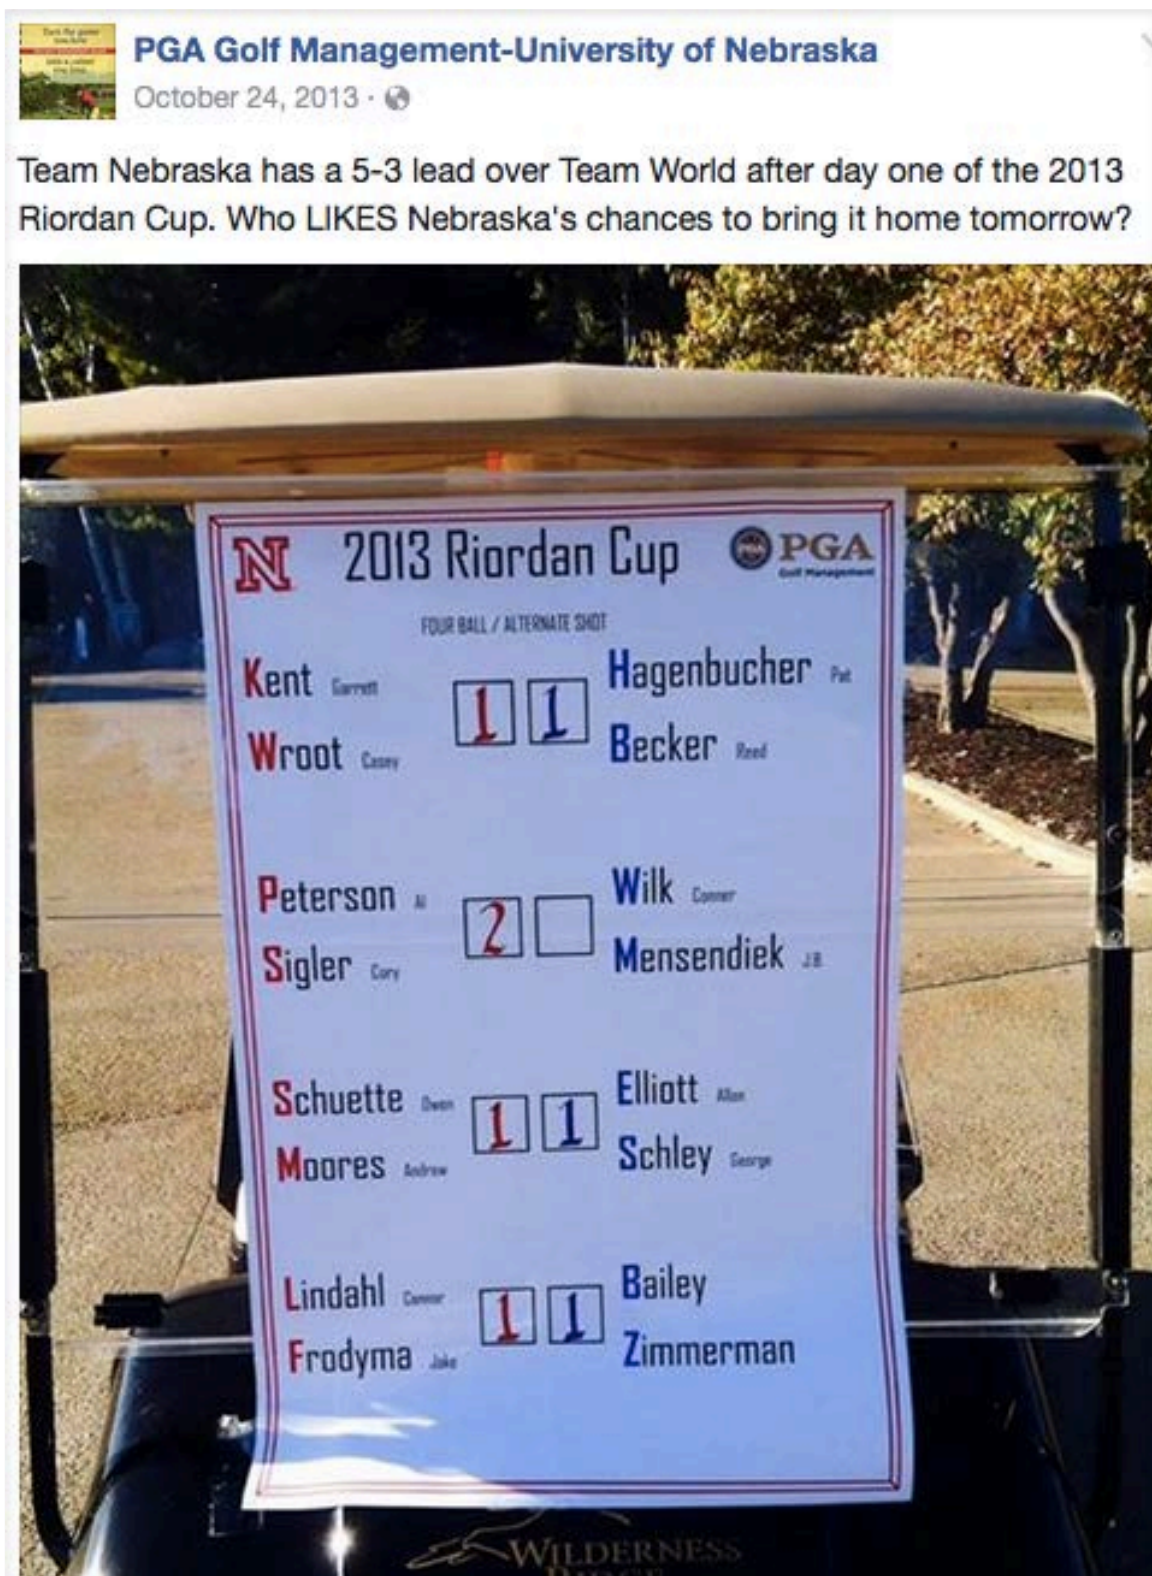 PGA Golf Management-University of Nebraska
October 24, 2013 ·
Team Nebraska has a 5-3 lead over Team World after day one of the 2013
Riordan Cup. Who LIKES Nebraska's chances to bring it home tomorrow?
N 2013 Riordan Cup PGA
Golf Management
FOUR BALL / ALTERNATE SHOT
Kent Garrett 1 1 Hagenbucher Pat
Wroot Casey Becker Reed
Peterson Al 2 Wilk Conner
Sigler Cory Mensendiek J.B.
Schuette Owen 1 1 Elliott Allan
Moores Andrew Schley George
Lindahl Connor 1 1 Bailey
Frodyma Jake Zimmerman
WILDERNESS